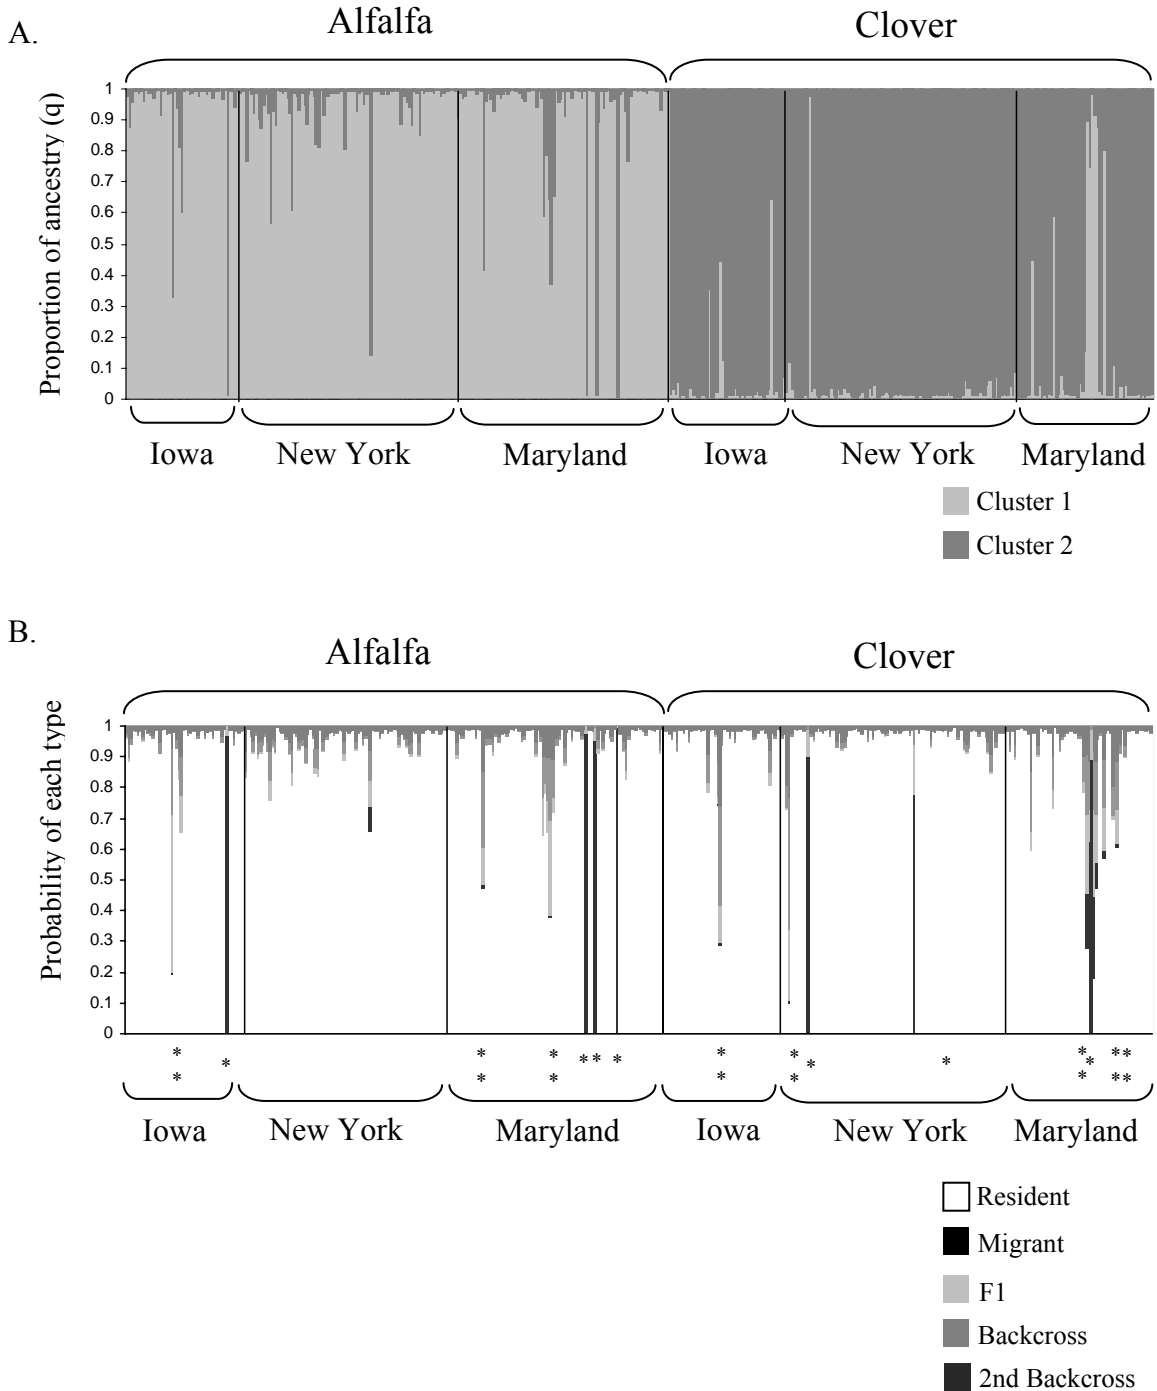 A.
Alfalfa Clover
Proportion of ancestry (q)
1
0.9
0.8
0.7
0.6
0.5
0.4
0.3
0.2
0.1
0
Iowa New York Maryland Iowa New York Maryland
Cluster 1
Cluster 2
B.
Alfalfa Clover
Probability of each type
1
0.9
0.8
0.7
0.6
0.5
0.4
0.3
0.2
0.1
0
* * * * * * * * * * *
* * * * * * *
* * * * * *
Iowa New York Maryland Iowa New York Maryland
Resident
Migrant
F1
Backcross
2nd Backcross